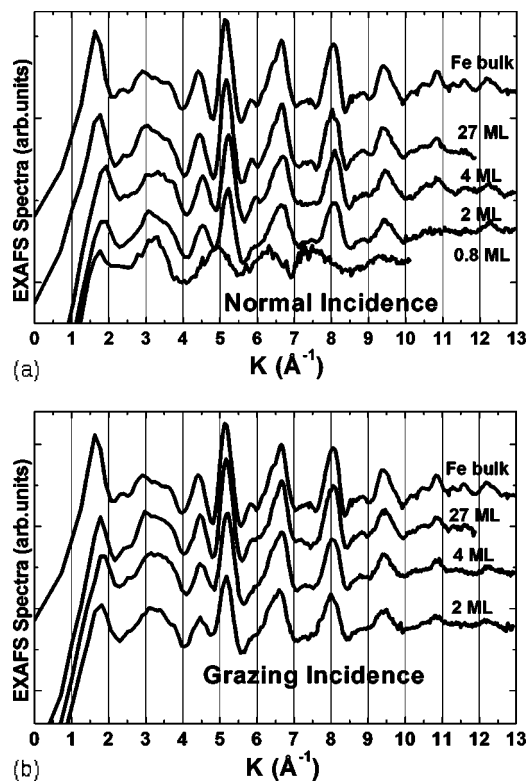 EXAFS Spectra (arb.units)
Fe bulk
27 ML
4 ML
2 ML
0.8 ML
Normal Incidence
0 1 2 3 4 5 6 7 8 9 10 11 12 13
(a)
K (Å⁻¹)
EXAFS Spectra (arb.units)
Fe bulk
27 ML
4 ML
2 ML
Grazing Incidence
0 1 2 3 4 5 6 7 8 9 10 11 12 13
(b)
K (Å⁻¹)